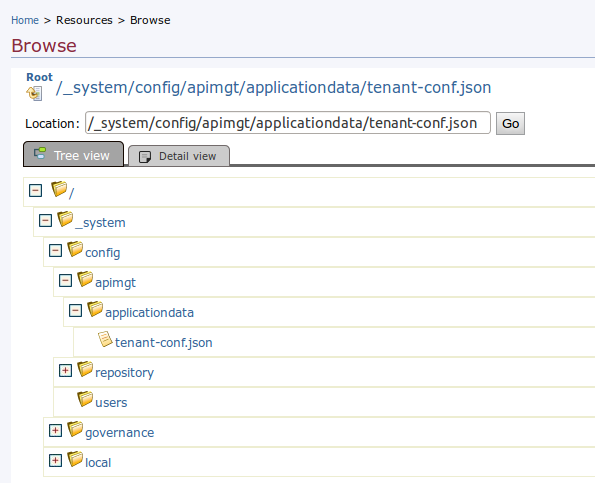 Home > Resources > Browse
Browse
Root
/_system/config/apimgt/applicationdata/tenant-conf.json
Location: /_system/config/apimgt/applicationdata/tenant-conf.json Go
Tree view Detail view
/
_system
config
apimgt
applicationdata
tenant-conf.json
repository
users
governance
local